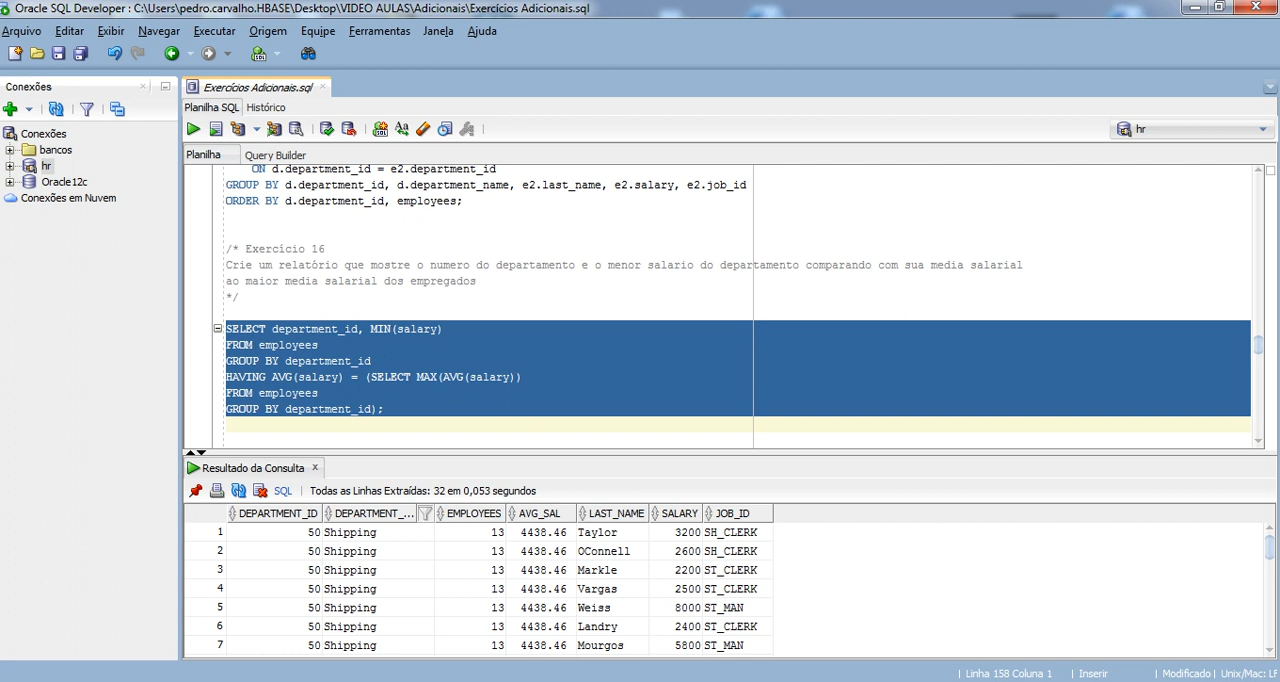 Oracle SQL Developer : C:\Users\pedro.carvalho.HBASE\Desktop\VIDEO AULAS\Adicionais\Exercícios Adicionais.sql
Arquivo Editar Exibir Navegar Executar Origem Equipe Ferramentas Janela Ajuda
Conexões
Exercícios Adicionais.sql
Planilha SQL Histórico
Conexões
bancos
hr
Oracle12c
Conexões em Nuvem
hr
Planilha Query Builder
ON d.department_id = e2.department_id
GROUP BY d.department_id, d.department_name, e2.last_name, e2.salary, e2.job_id
ORDER BY d.department_id, employees;
/* Exercício 16
Crie um relatório que mostre o numero do departamento e o menor salario do departamento comparando com sua media salarial
ao maior media salarial dos empregados
*/
SELECT department_id, MIN(salary)
FROM employees
GROUP BY department_id
HAVING AVG(salary) = (SELECT MAX(AVG(salary))
FROM employees
GROUP BY department_id);
Resultado da Consulta x
SQL | Todas as Linhas Extraídas: 32 em 0,053 segundos
DEPARTMENT_ID DEPARTMENT_... EMPLOYEES AVG_SAL LAST_NAME SALARY JOB_ID
1 50 Shipping 13 4438.46 Taylor 3200 SH_CLERK
2 50 Shipping 13 4438.46 OConnell 2600 SH_CLERK
3 50 Shipping 13 4438.46 Markle 2200 ST_CLERK
4 50 Shipping 13 4438.46 Vargas 2500 ST_CLERK
5 50 Shipping 13 4438.46 Weiss 8000 ST_MAN
6 50 Shipping 13 4438.46 Landry 2400 ST_CLERK
7 50 Shipping 13 4438.46 Mourgos 5800 ST_MAN
| Linha 158 Coluna 1 | Inserir | Modificado | Unix/Mac: LF